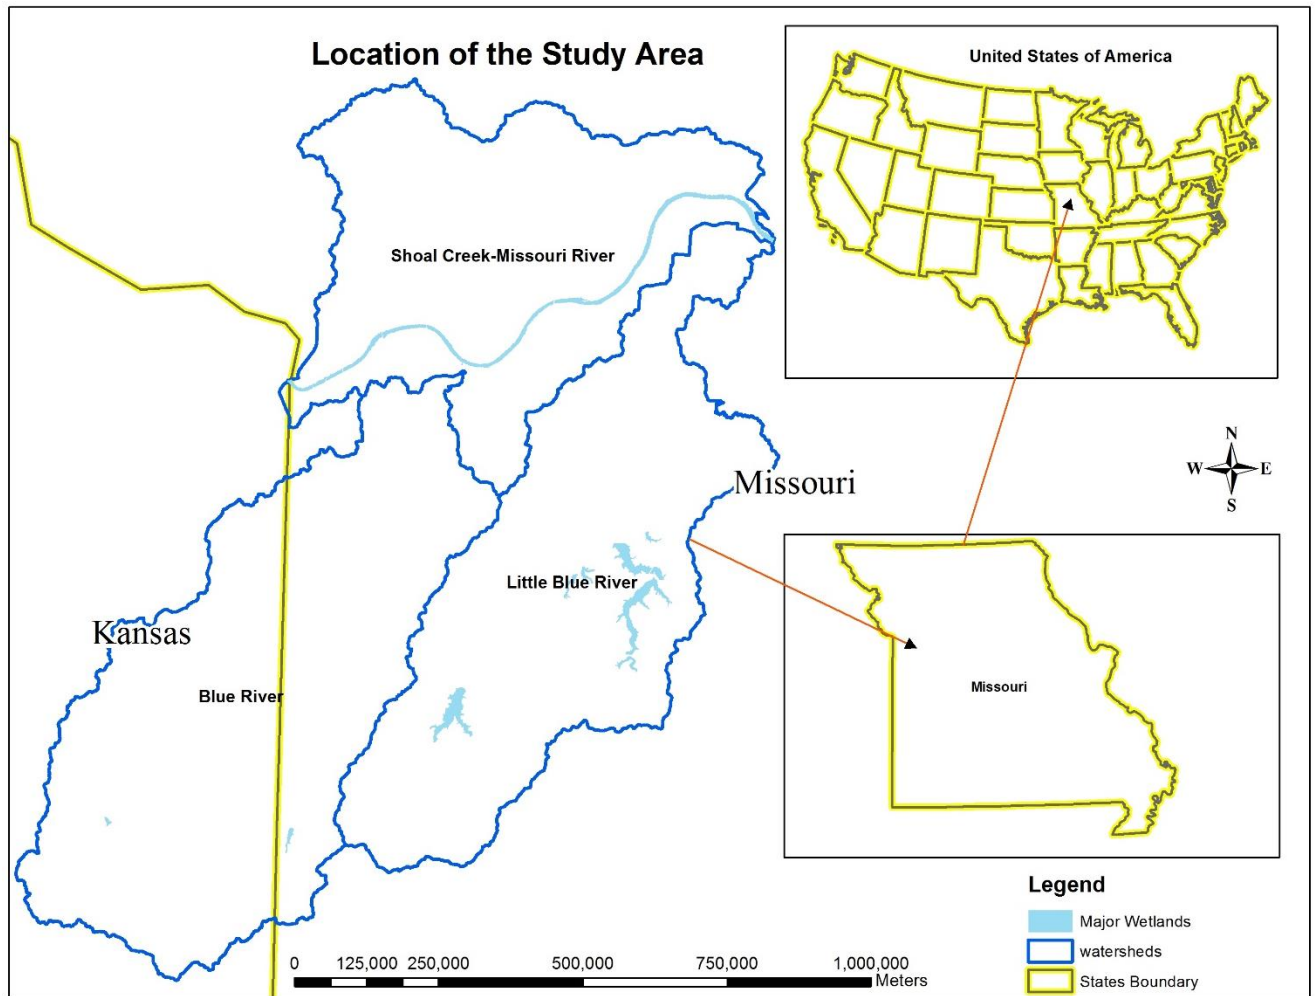 Location of the Study Area
United States of America
Shoal Creek-Missouri River
Missouri
N
W E
S
Little Blue River
Kansas
Blue River
Missouri
Legend
Major Wetlands
watersheds
States Boundary
0 125,000 250,000 500,000 750,000 1,000,000
Meters